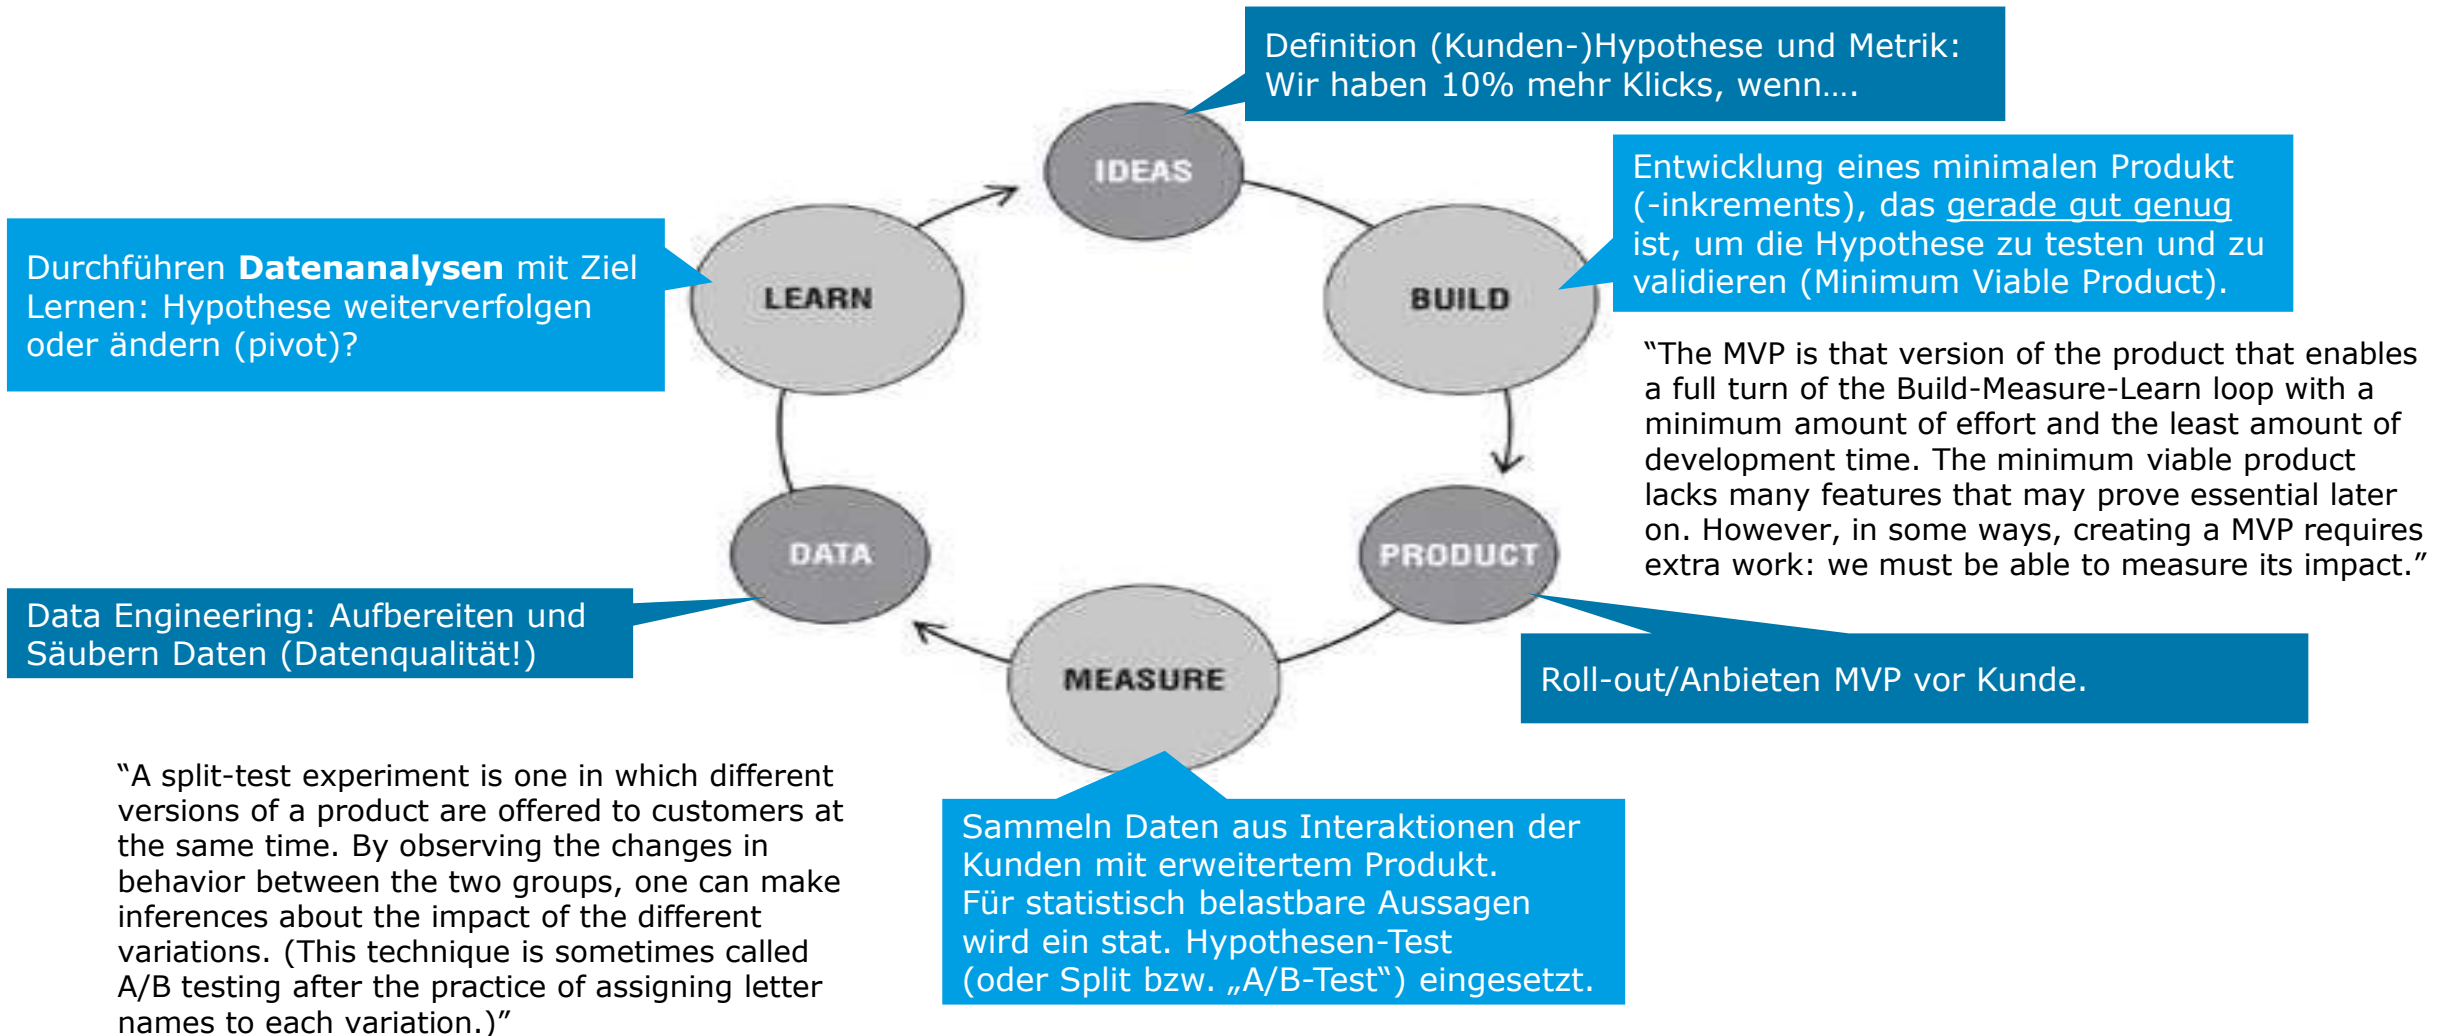 Definition (Kunden-)Hypothese und Metrik:
Wir haben 10% mehr Klicks, wenn….
IDEAS
Entwicklung eines minimalen Produkt
(-inkrements), das gerade gut genug
ist, um die Hypothese zu testen und zu
validieren (Minimum Viable Product).
BUILD
"The MVP is that version of the product that enables
a full turn of the Build-Measure-Learn loop with a
minimum amount of effort and the least amount of
development time. The minimum viable product
lacks many features that may prove essential later
on. However, in some ways, creating a MVP requires
extra work: we must be able to measure its impact.”
PRODUCT
Roll-out/Anbieten MVP vor Kunde.
MEASURE
Sammeln Daten aus Interaktionen der
Kunden mit erweitertem Produkt.
Für statistisch belastbare Aussagen
wird ein stat. Hypothesen-Test
(oder Split bzw. „A/B-Test“) eingesetzt.
DATA
Data Engineering: Aufbereiten und
Säubern Daten (Datenqualität!)
"A split-test experiment is one in which different
versions of a product are offered to customers at
the same time. By observing the changes in
behavior between the two groups, one can make
inferences about the impact of the different
variations. (This technique is sometimes called
A/B testing after the practice of assigning letter
names to each variation.)”
LEARN
Durchführen Datenanalysen mit Ziel
Lernen: Hypothese weiterverfolgen
oder ändern (pivot)?